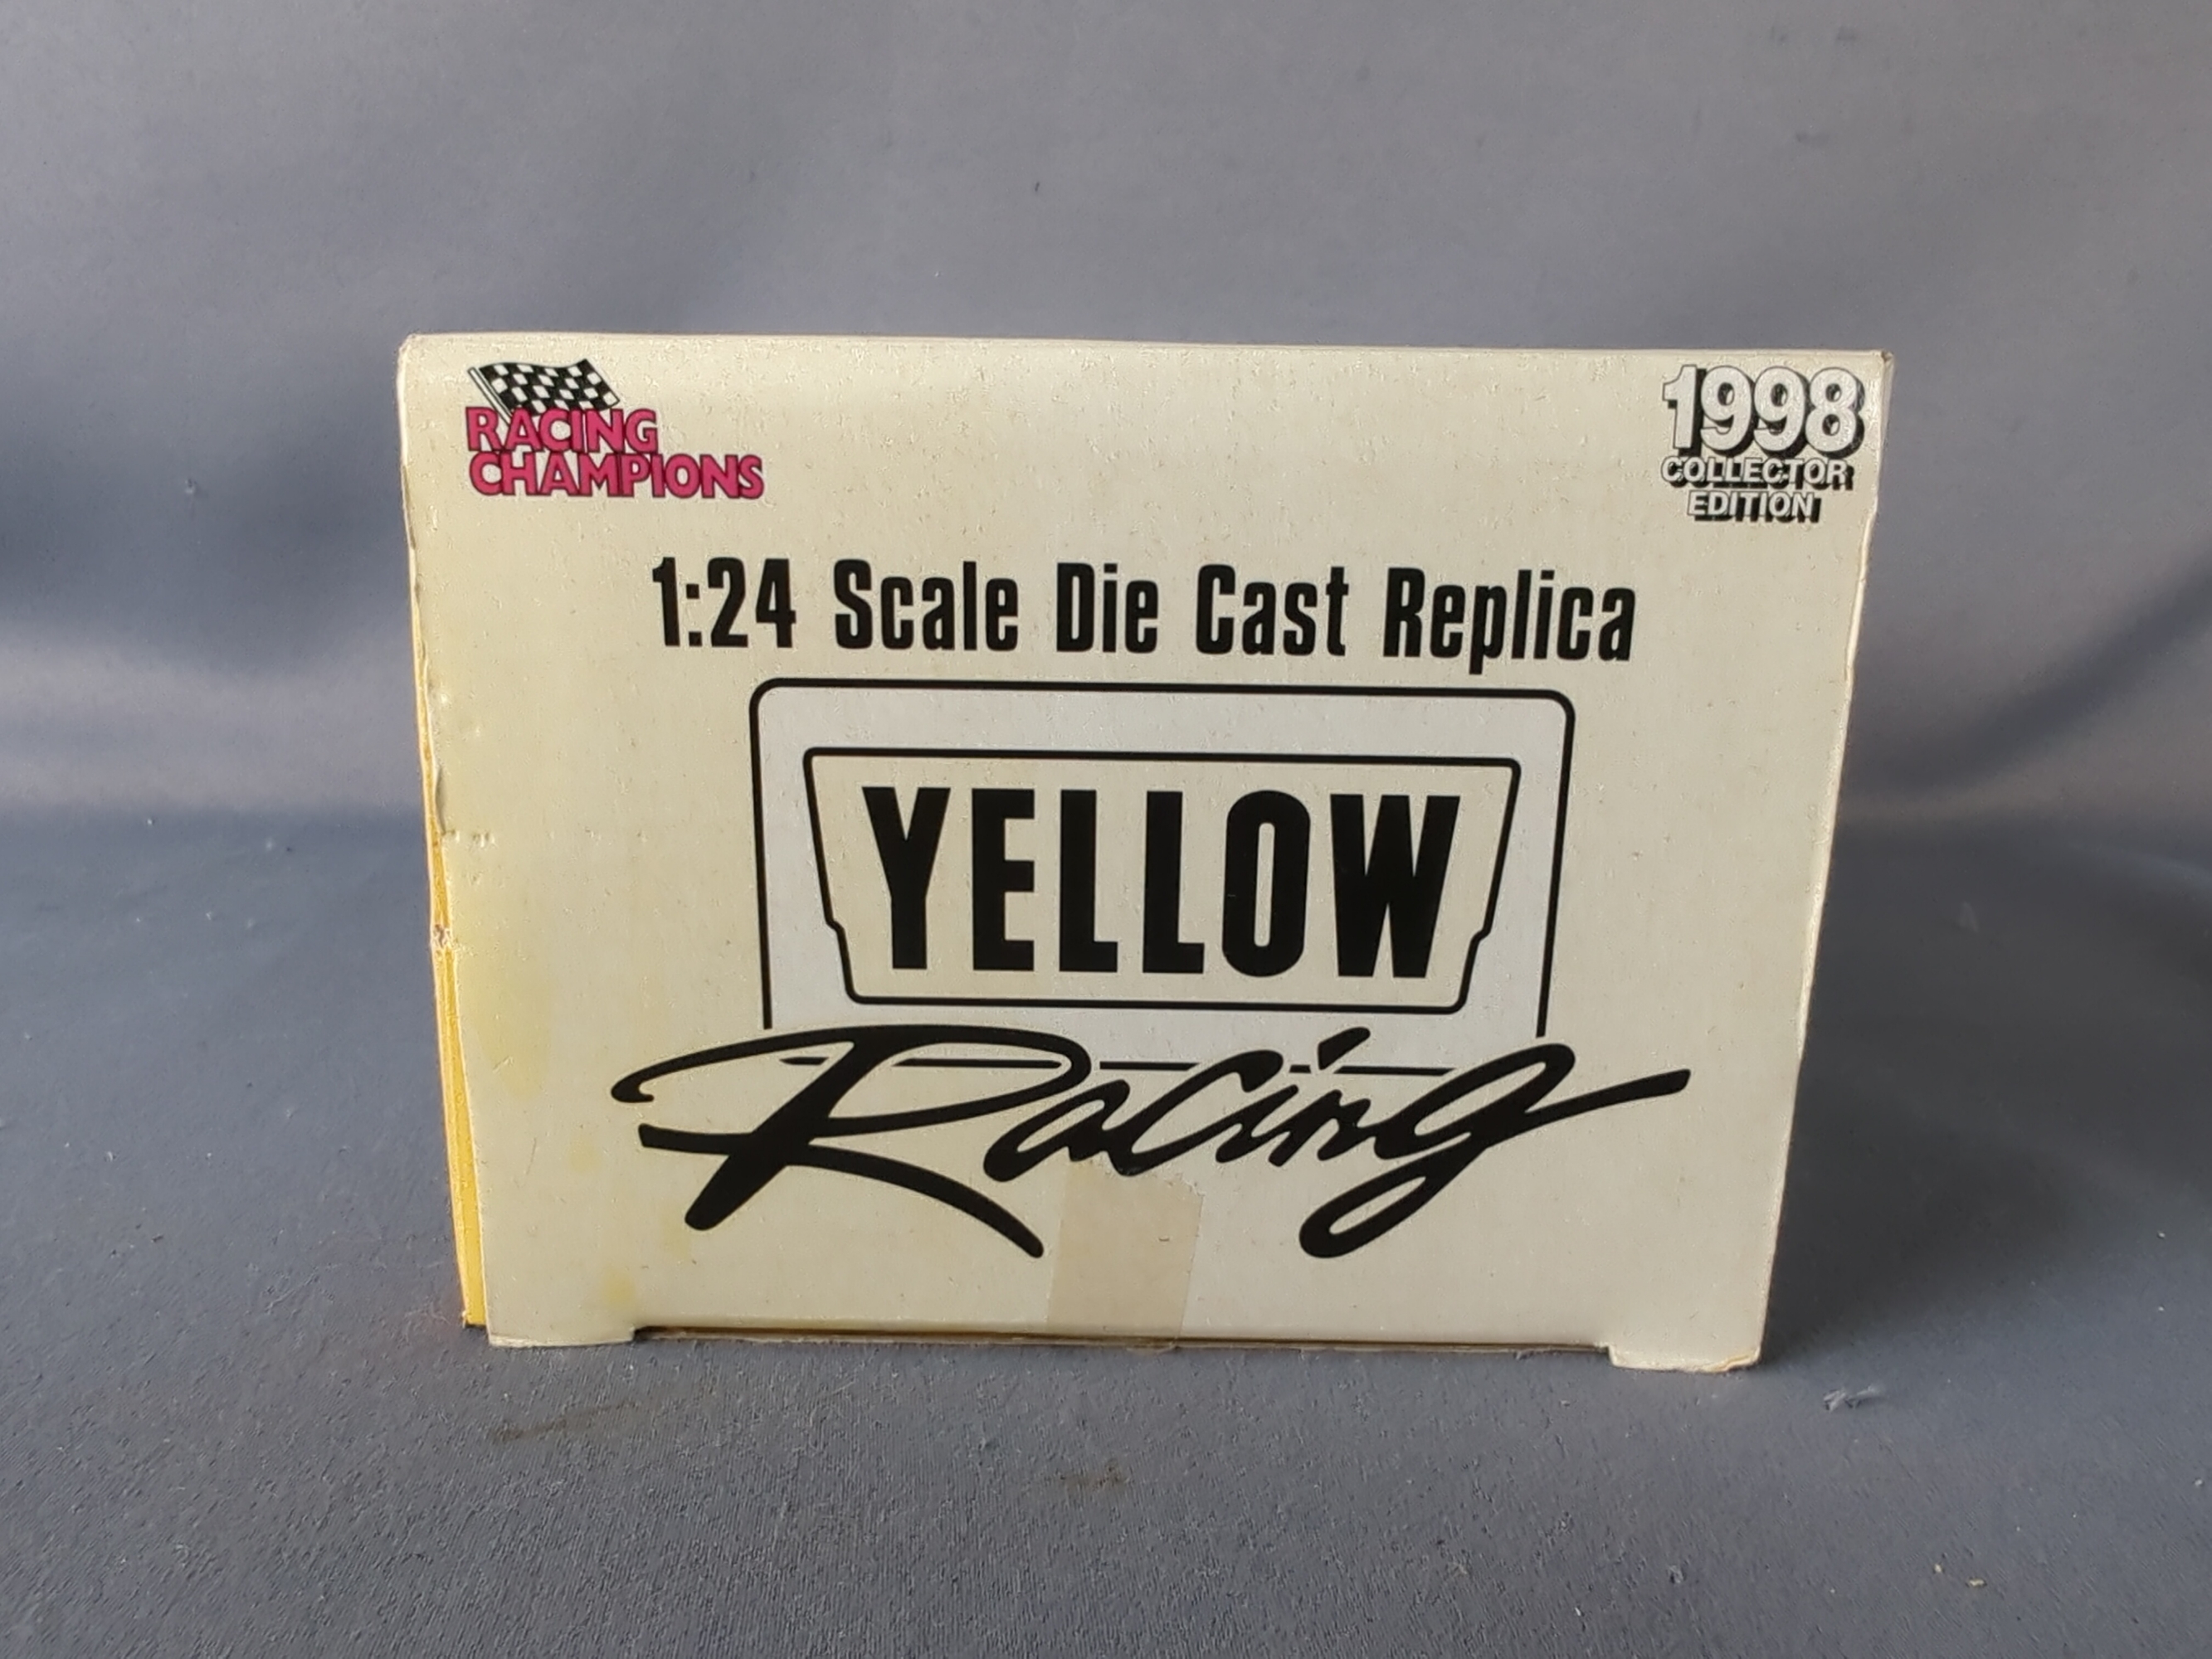 RACING
CHAMPIONS
1998
COLLECTOR
EDITION
1:24 Scale Die Cast Replica
YELLOW
Racing